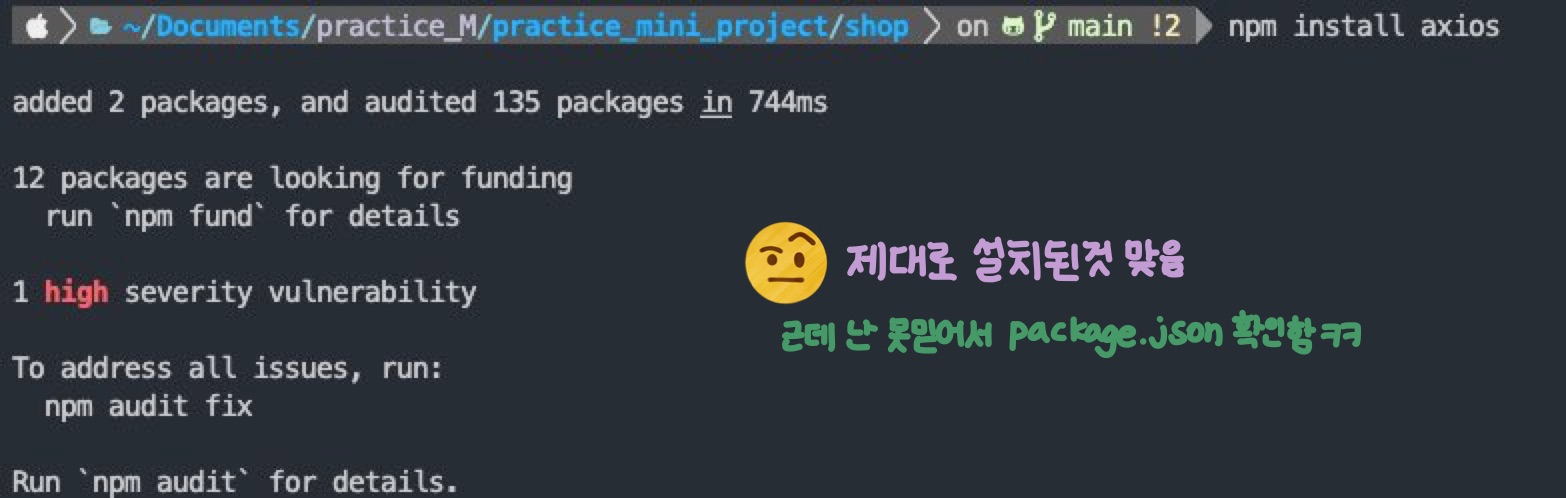 ~/Documents/practice_M/practice_mini_project/shop on main !2 npm install axios
added 2 packages, and audited 135 packages in 744ms
12 packages are looking for funding
run `npm fund` for details
제대로 설치된것 맞음
1 high severity vulnerability
근데 난 못믿어서 package.json 확인함 ㅋㅋ
To address all issues, run:
npm audit fix
Run `npm audit` for details.